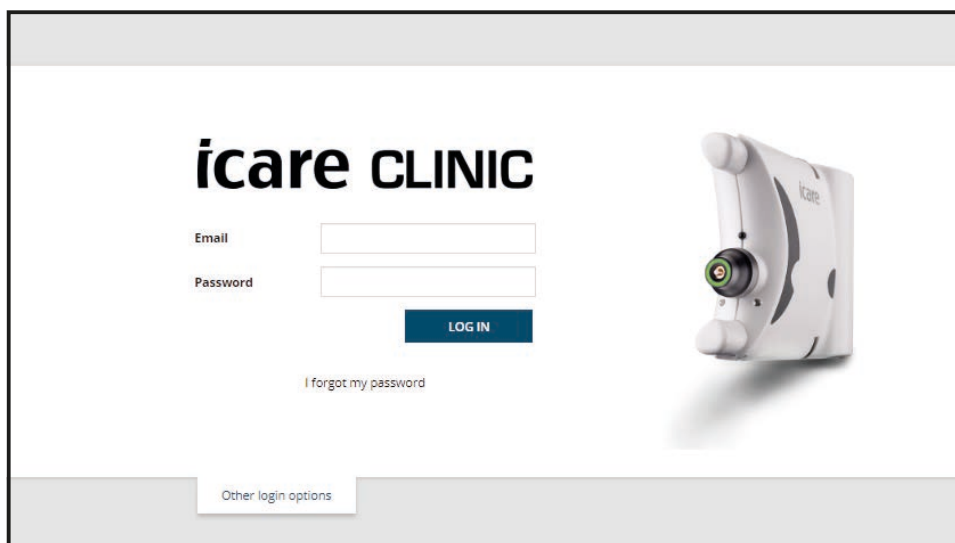 icare CLINIC
icare
Email
Password
LOG IN
I forgot my password
Other login options